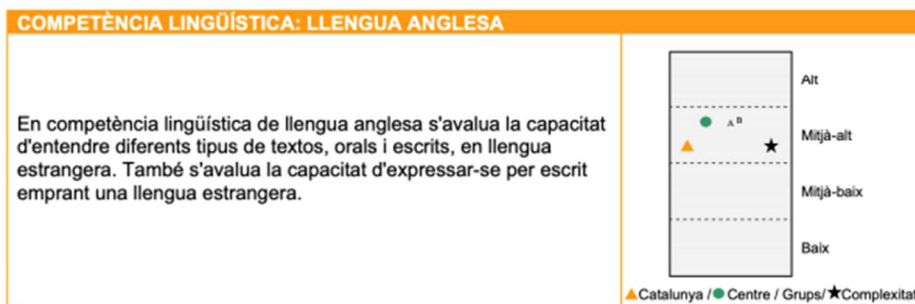 COMPETÈNCIA LINGÜÍSTICA: LLENGUA ANGLESA
En competència lingüística de llengua anglesa s'avalua la capacitat
d'entendre diferents tipus de textos, orals i escrits, en llengua
estrangera. També s'avalua la capacitat d'expressar-se per escrit
emprant una llengua estrangera.
Alt
A B
Mitjà-alt
Mitjà-baix
Baix
Catalunya / Centre / Grups/ Complexitat